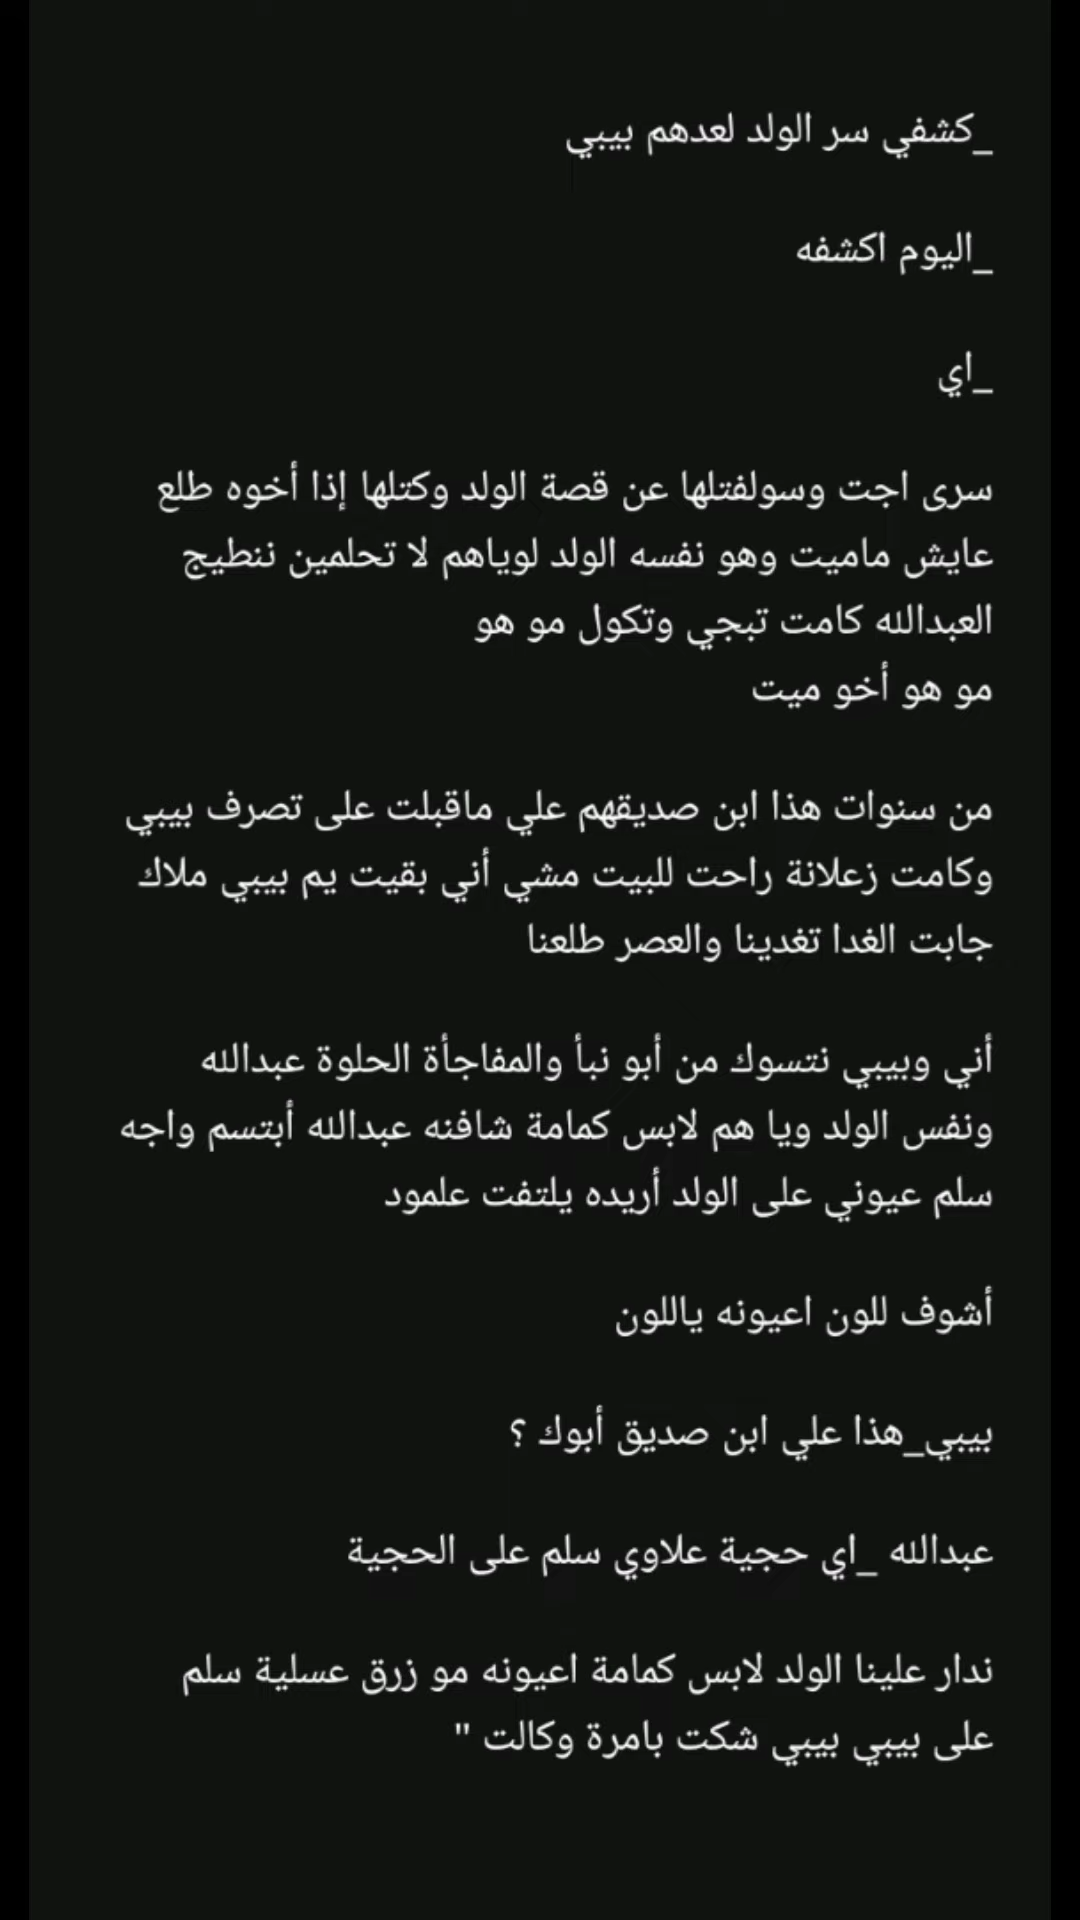 _كشفي سر الولد لعدهم بيبي
_اليوم اكشفه
_اي
سرى اجت وسولفتلها عن قصة الولد وكتلها إذا أخوه طلع
عايش ماميت وهو نفسه الولد لوياهم لا تحلمين ننطيج
العبدالله كامت تبجي وتكول مو هو
مو هو أخو ميت
من سنوات هذا ابن صديقهم علي ماقبلت على تصرف بيبي
وكامت زعلانة راحت للبيت مشي أني بقيت يم بيبي ملاك
جابت الغدا تغدينا والعصر طلعنا
أني وبيبي نتسوك من أبو نبأ والمفاجأة الحلوة عبدالله
ونفس الولد ويا هم لابس كمامة شافنه عبدالله أبتسم واجه
سلم عيوني على الولد أريده يلتفت علمود
أشوف للون اعيونه ياللون
بيبي_هذا علي ابن صديق أبوك ؟
عبدالله _اي حجية علاوي سلم على الحجية
ندار علينا الولد لابس كمامة اعيونه مو زرق عسلية سلم
على بيبي بيبي شكت بامرة وكالت "